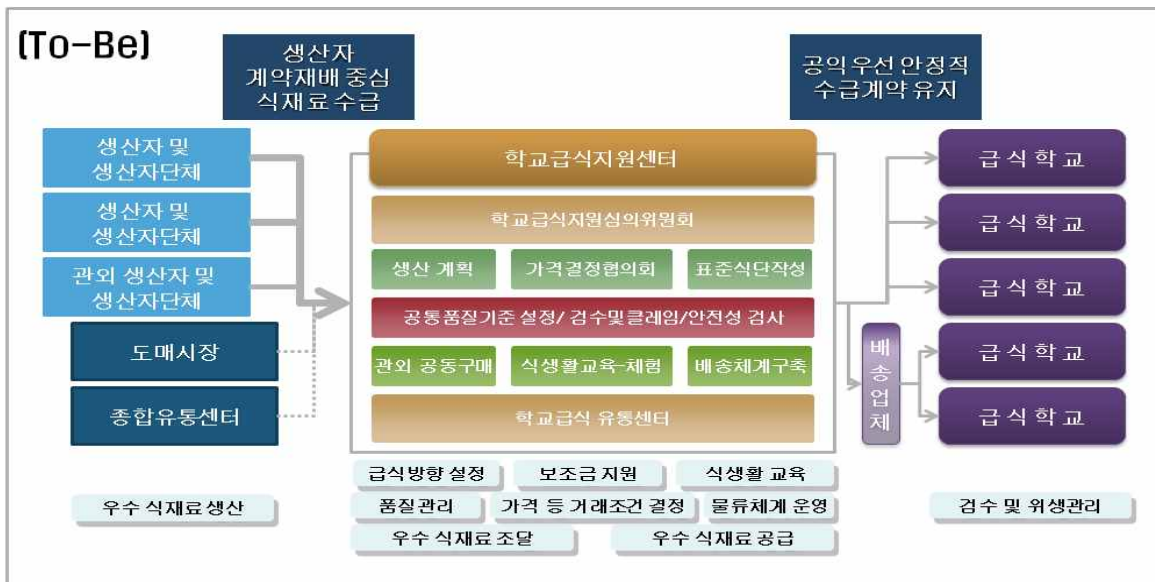 (To-Be)
생산자
계약재배 중심
식재료 수급
공익 우선 안정적
수급계약 유지
생산자 및
생산자단체
생산자 및
생산자단체
관외 생산자 및
생산자단체
도매시장
종합유통센터
학교급식지원센터
학교급식지원심의위원회
생산 계획
가격결정협의회
표준식단작성
공통품질기준 설정/ 검수및클레임/안전성 검사
관외 공동구매
식생활교육-체험
배송체계구축
학교급식 유통센터
배송업체
급 식 학 교
급 식 학 교
급 식 학 교
급 식 학 교
급 식 학 교
우수 식재료 생산
급식방향 설정
보조금 지원
식생활 교육
품질관리
가격 등 거래조건 결정
물류체계 운영
우수 식재료 조달
우수 식재료 공급
검수 및 위생관리